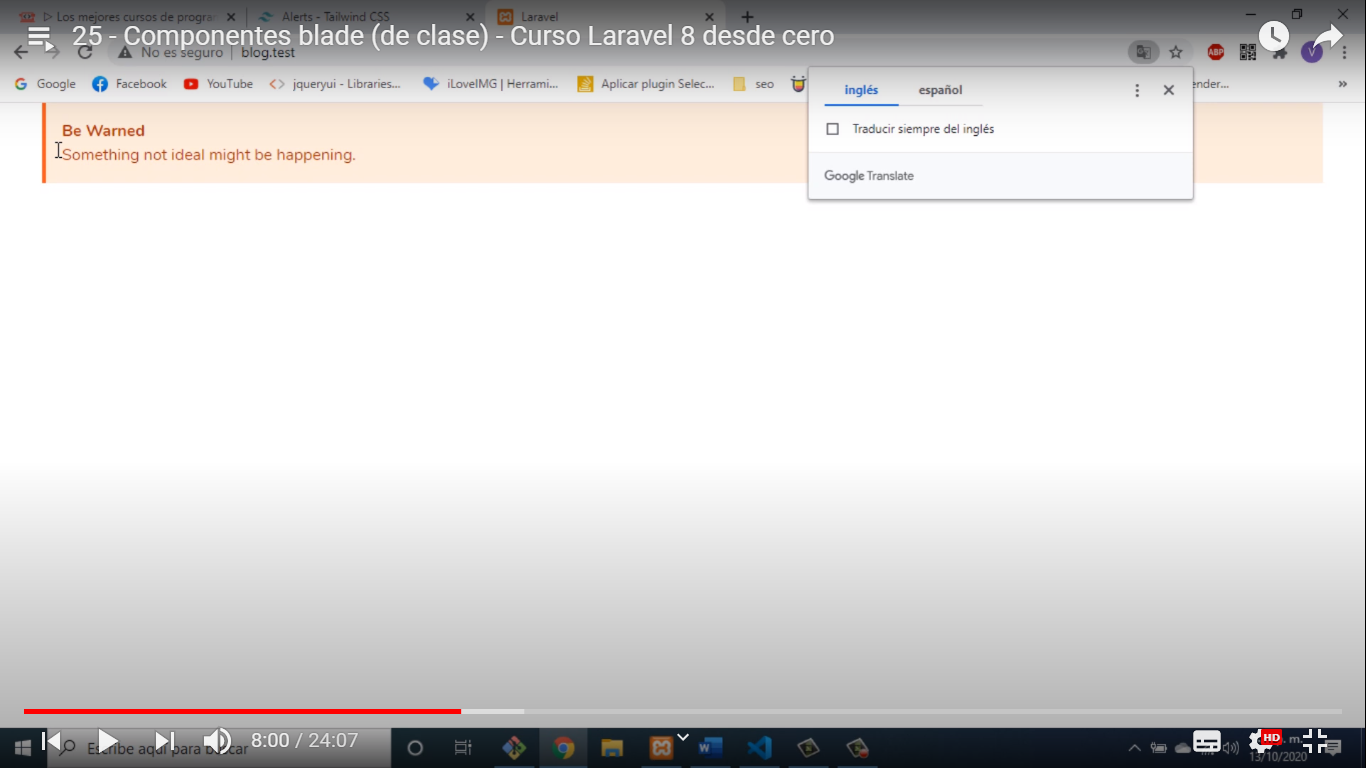 ▷ Los mejores cursos de progra
Alerts - Tailwind CSS
Laravel
25 - Componentes blade (de clase) - Curso Laravel 8 desde cero
No es seguro | blog.test
ABP
V
Google
Facebook
YouTube
jqueryui - Libraries...
iLoveIMG | Herrami...
Aplicar plugin Selec...
seo
ender...
»
inglés
español
Traducir siempre del inglés
Google Translate
Be Warned
Something not ideal might be happening.
Escribe aquí para buscar
8:00 / 24:07
HD
. m.
13/10/2020